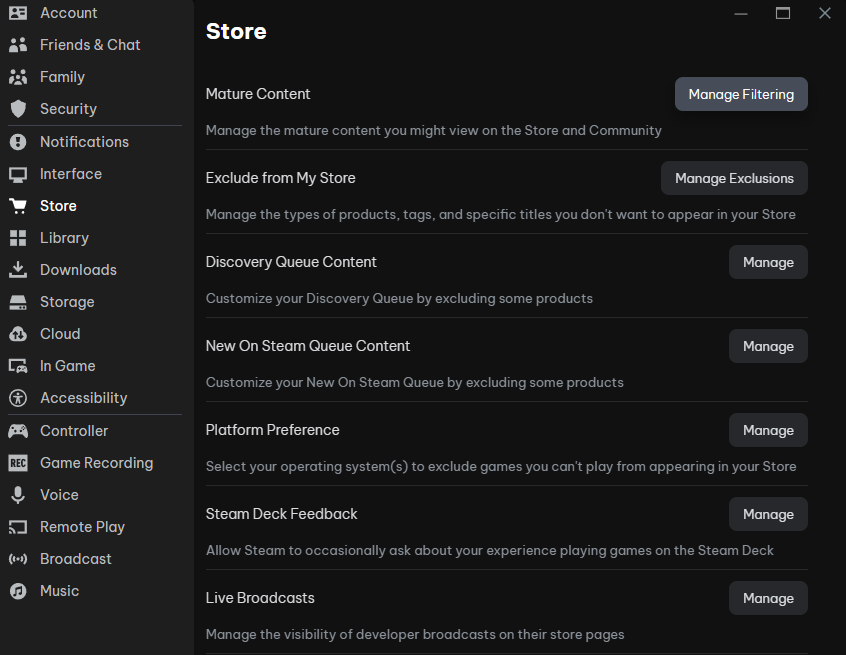 Account
Friends & Chat
Family
Security
Notifications
Interface
Store
Library
Downloads
Storage
Cloud
In Game
Accessibility
Controller
REC Game Recording
Voice
Remote Play
Broadcast
Music
Store
Mature Content
Manage Filtering
Manage the mature content you might view on the Store and Community
Exclude from My Store
Manage Exclusions
Manage the types of products, tags, and specific titles you don't want to appear in your Store
Discovery Queue Content
Manage
Customize your Discovery Queue by excluding some products
New On Steam Queue Content
Manage
Customize your New On Steam Queue by excluding some products
Platform Preference
Manage
Select your operating system(s) to exclude games you can't play from appearing in your Store
Steam Deck Feedback
Manage
Allow Steam to occasionally ask about your experience playing games on the Steam Deck
Live Broadcasts
Manage
Manage the visibility of developer broadcasts on their store pages